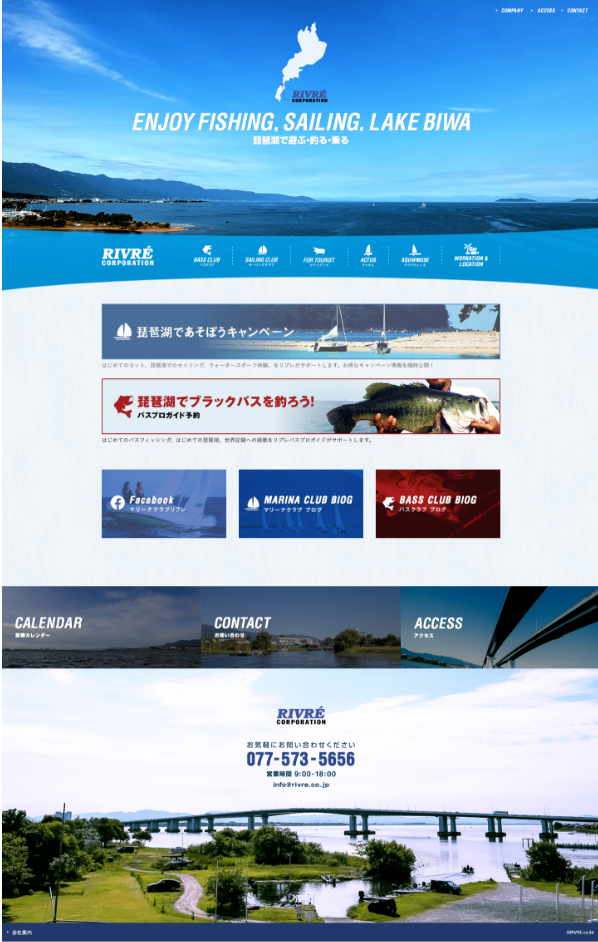 COMPANY ACCESS CONTACT
RIVRÉ
CORPORATION
ENJOY FISHING, SAILING, LAKE BIWA
琵琶湖で遊ぶ・釣る・乗る
RIVRÉ
CORPORATION
BASS CLUB
バスクラブ
SAILING CLUB
セーリングクラブ
FOR TOURIST
ACTUS
アクタス
WORKATION &
LOCATION
琵琶湖であそぼうキャンペーン
はじめてのヨット、琵琶湖でのセイリング、ウォータースポーツ体験、をリブレがサポートします。お得なキャンペーン情報を随時公開！
琵琶湖でブラックバスを釣ろう!
バスプロガイド予約
はじめてのバスフィッシング、はじめての琵琶湖、世界記録への挑戦をリブレバスプロガイドがサポートします。
Facebook
マリーナクラブリブレ
MARINA CLUB BlOG
マリーナクラブ ブログ
BASS CLUB BlOG
バスクラブ ブログ
CALENDAR
営業カレンダー
CONTACT
お問い合わせ
ACCESS
アクセス
RIVRÉ
CORPORATION
お気軽にお問い合わせください
077-573-5656
営業時間 9:00-18:00
info@rivre.co.jp
会社案内